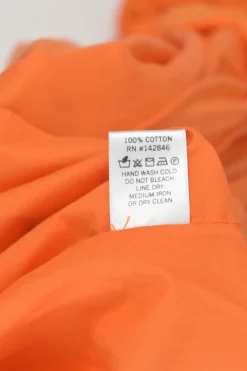 100% COTTON
RN #142846
HAND WASH COLD
DO NOT BLEACH
LINE DRY
MEDIUM IRON
OR DRY CLEAN